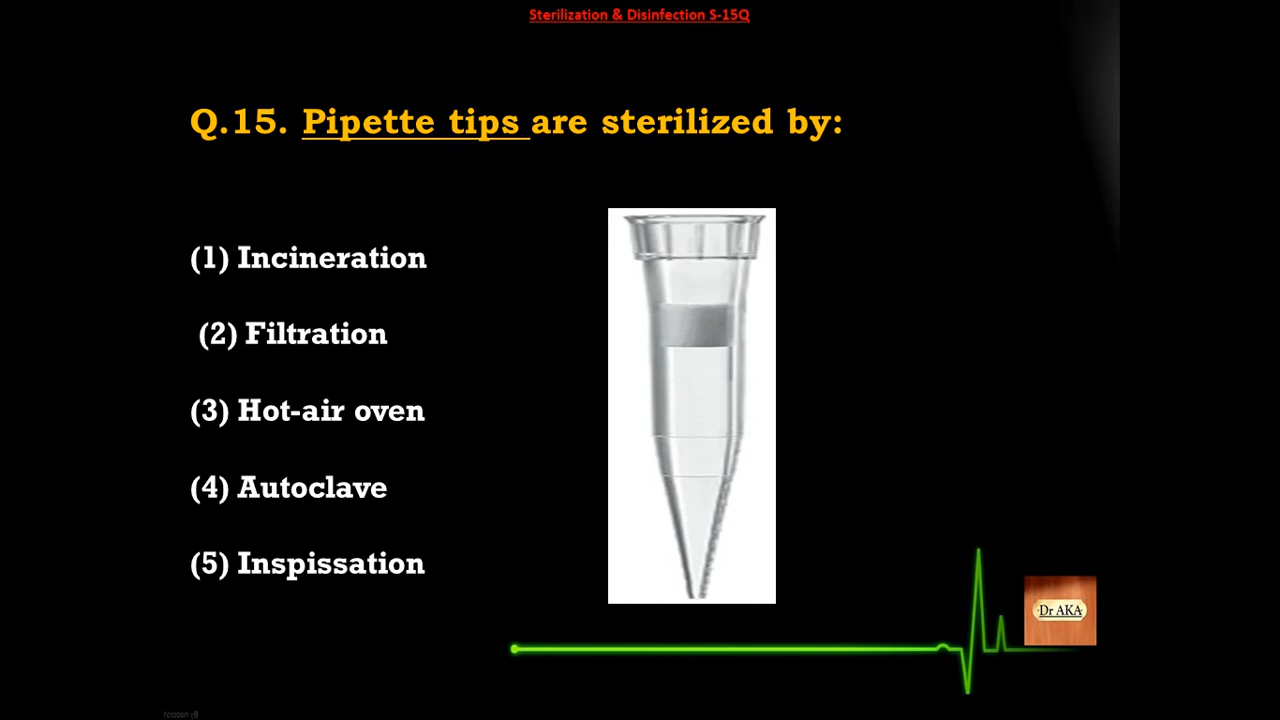 Sterilization & Disinfection S-15Q
Q.15. Pipette tips are sterilized by:
(1) Incineration
(2) Filtration
(3) Hot-air oven
(4) Autoclave
(5) Inspissation
Dr AKA